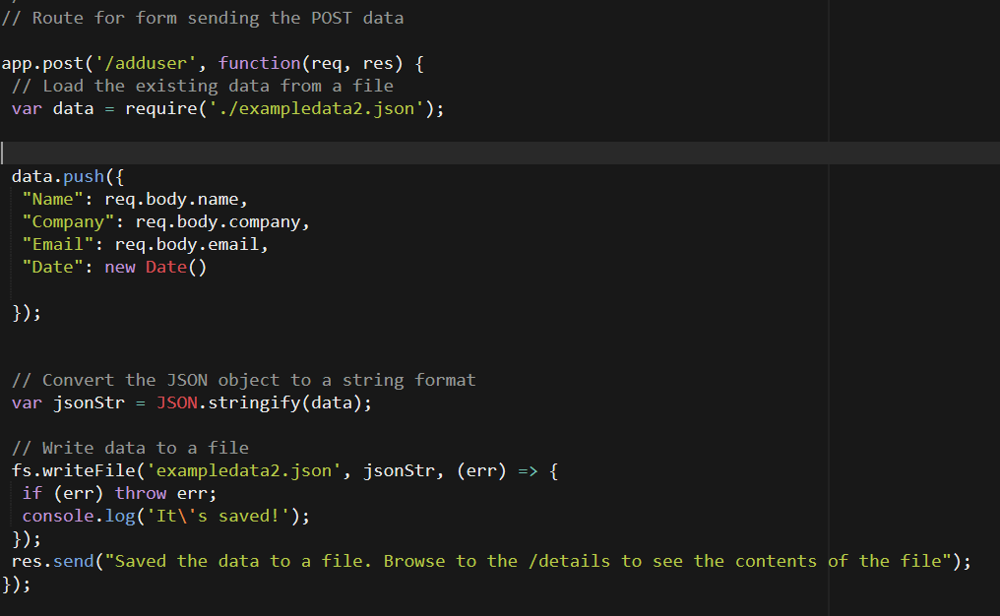 // Route for form sending the POST data
app.post('/adduser', function(req, res) {
// Load the existing data from a file
var data = require('./exampledata2.json');
data.push({
"Name": req.body.name,
"Company": req.body.company,
"Email": req.body.email,
"Date": new Date()
});
// Convert the JSON object to a string format
var jsonStr = JSON.stringify(data);
// Write data to a file
fs.writeFile('exampledata2.json', jsonStr, (err) => {
if (err) throw err;
console.log('It\'s saved!');
});
res.send("Saved the data to a file. Browse to the /details to see the contents of the file");
});